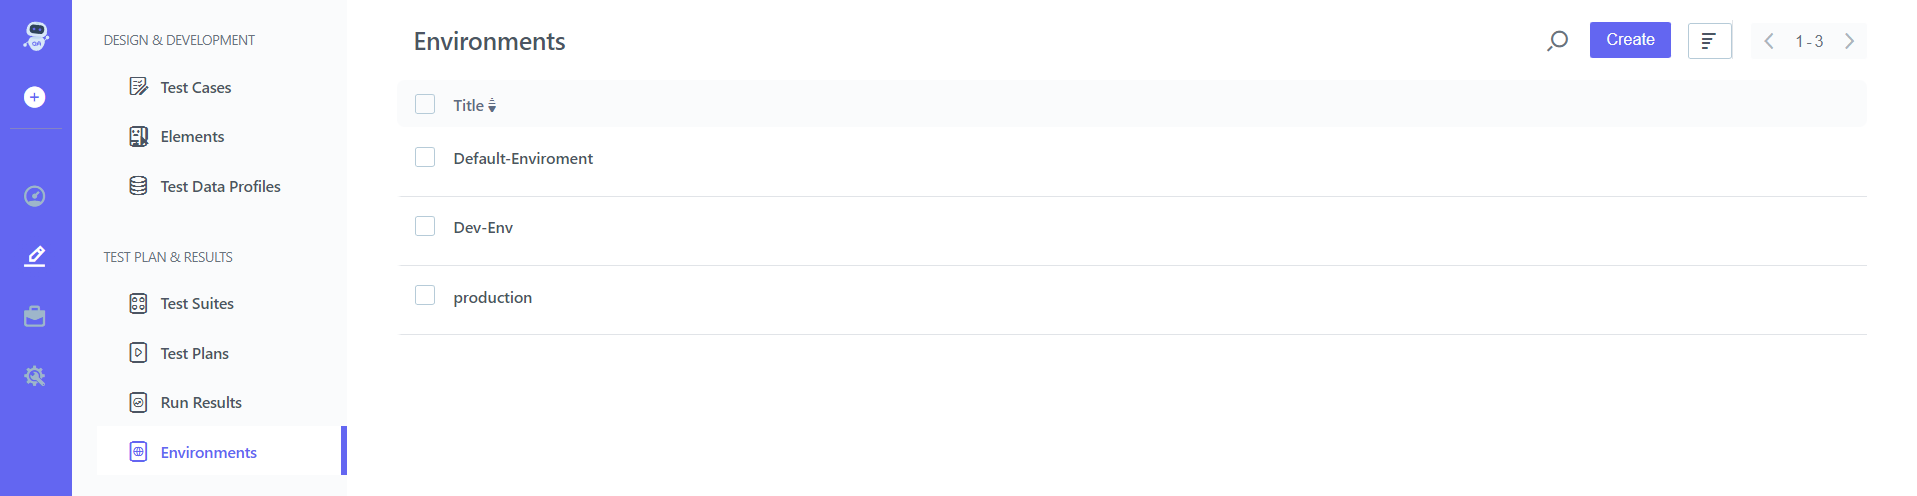 DESIGN & DEVELOPMENT
Test Cases
Elements
Test Data Profiles
TEST PLAN & RESULTS
Test Suites
Test Plans
Run Results
Environments
Environments
Create
1 - 3
Title
Default-Enviroment
Dev-Env
production